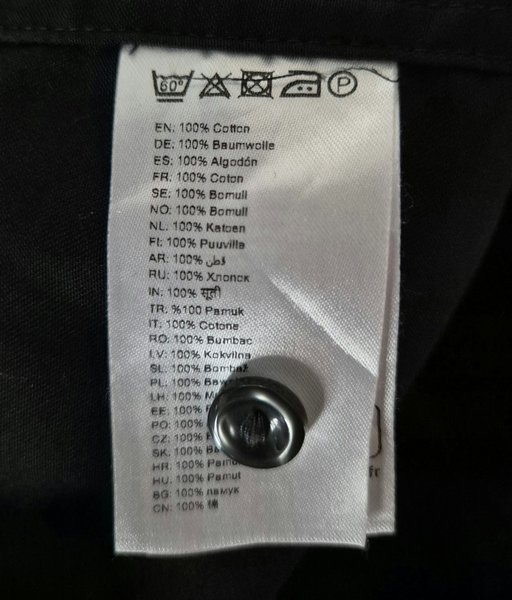 60°
P
EN: 100% Cotton
DE: 100% Baumwolle
ES: 100% Algodón
FR: 100% Coton
SE: 100% Bomull
NO: 100% Bomull
NL: 100% Katoen
FI: 100% Puuvilla
AR: 100% قطن
RU: 100% Хлопок
IN: 100% सूती
TR: %100 Pamuk
IT: 100% Cotone
RO: 100% Bumbac
LV: 100% Kokvilna
SL: 100% Bombaž
PL: 100%
LH: 100%
EE: 100%
PO: 100%
CZ: 100%
SK: 100%
HR: 100%
HU: 100% Pamut
BG: 100% памук
CN: 100% 棉
fr